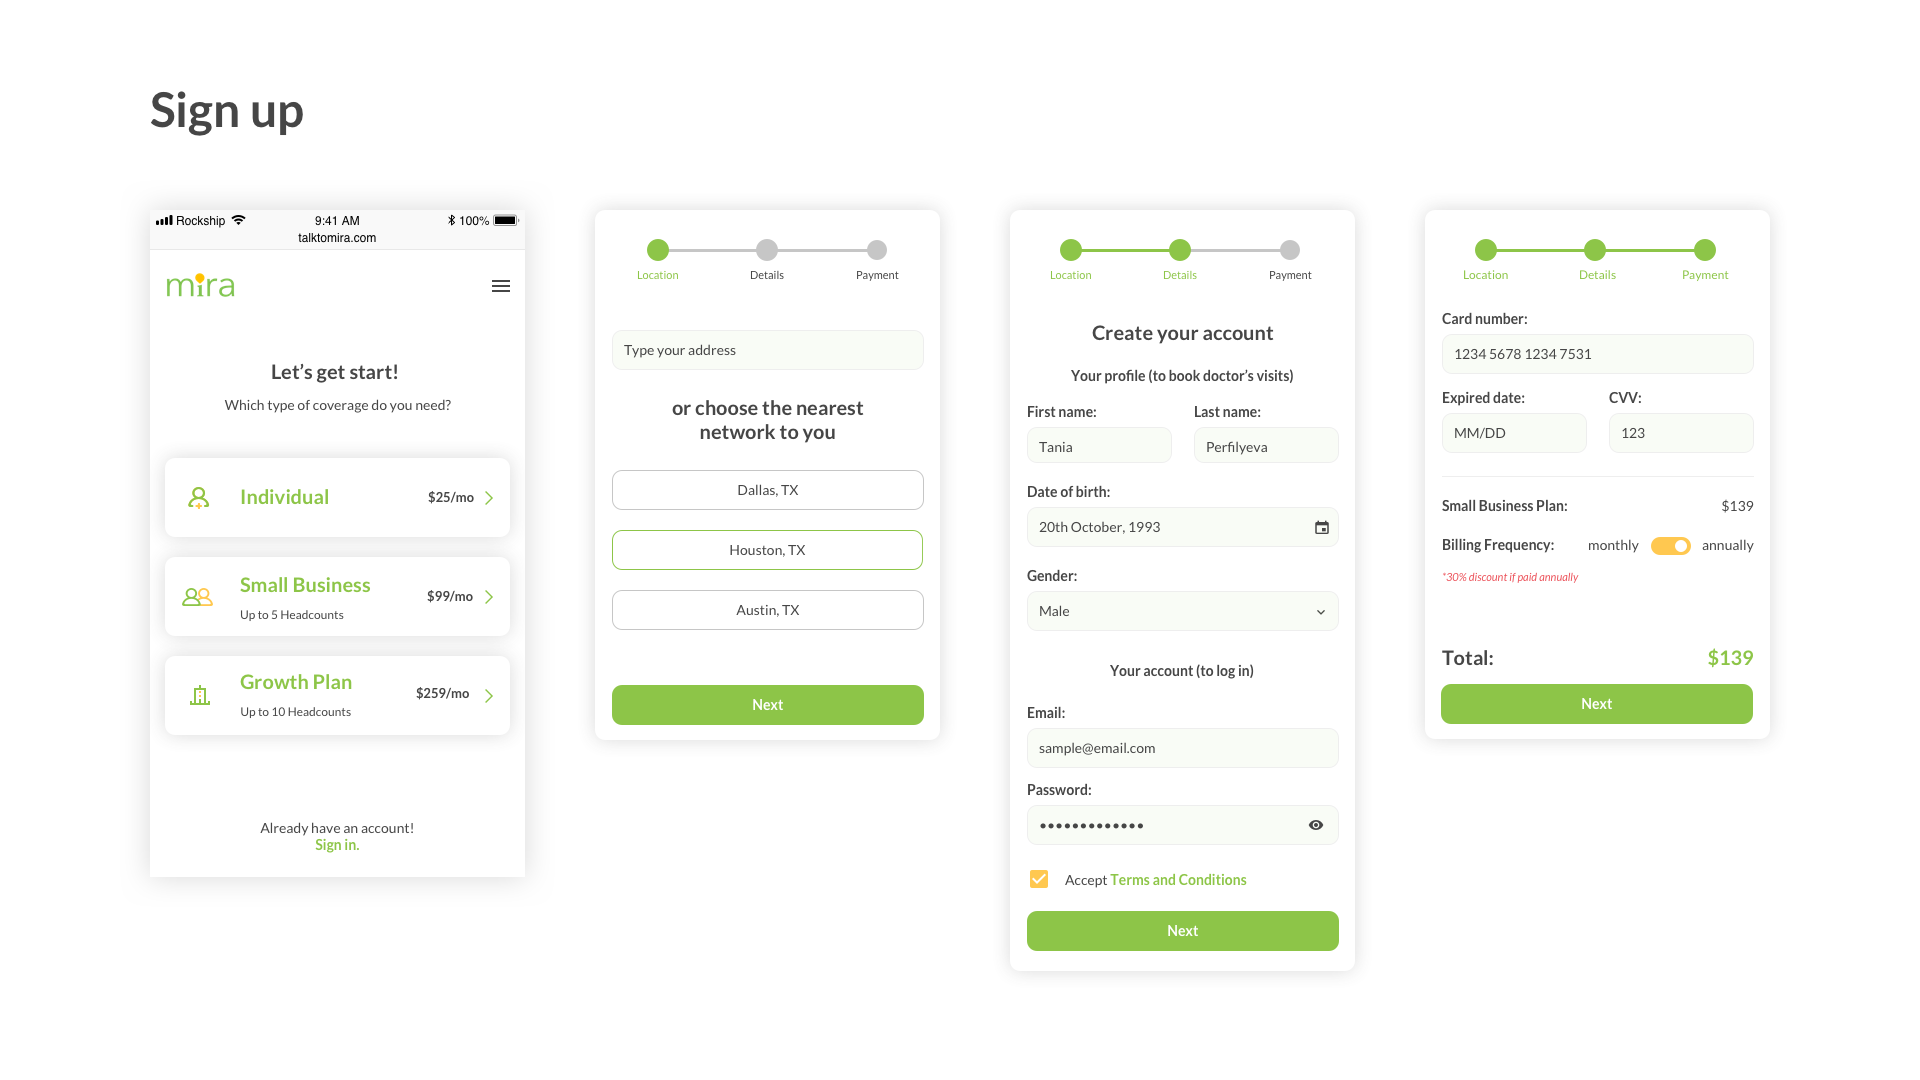 Sign up
Rockship
9:41 AM
100%
talktomira.com
mira
Let's get start!
Which type of coverage do you need?
Individual
$25/mo
Small Business
Up to 5 Headcounts
$99/mo
Growth Plan
Up to 10 Headcounts
$259/mo
Already have an account!
Sign in.
Location
Details
Payment
Type your address
or choose the nearest
network to you
Dallas, TX
Houston, TX
Austin, TX
Next
Location
Details
Payment
Create your account
Your profile (to book doctor's visits)
First name:
Last name:
Tania
Perfilyeva
Date of birth:
20th October, 1993
Gender:
Male
Your account (to log in)
Email:
sample@email.com
Password:
•••••••••••••
Accept Terms and Conditions
Next
Location
Details
Payment
Card number:
1234 5678 1234 7531
Expired date:
CVV:
MM/DD
123
Small Business Plan:
$139
Billing Frequency:
monthly
annually
*30% discount if paid annually
Total:
$139
Next